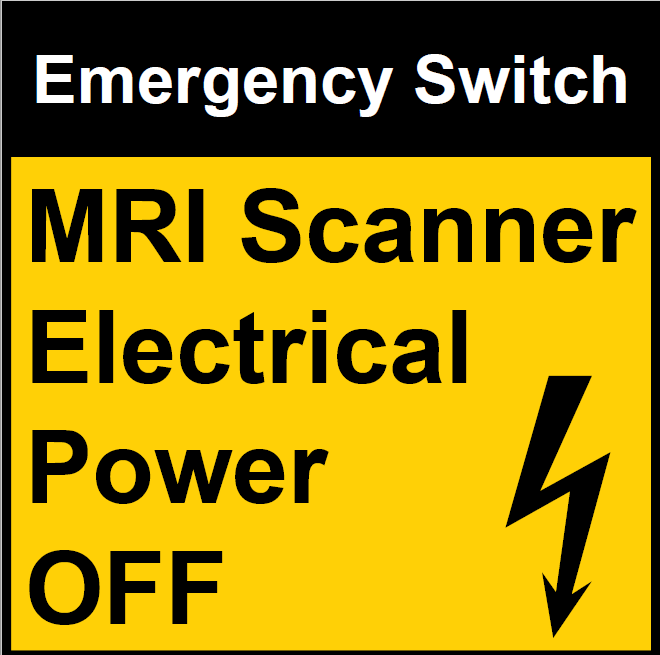 Emergency Switch
MRI Scanner
Electrical
Power
OFF